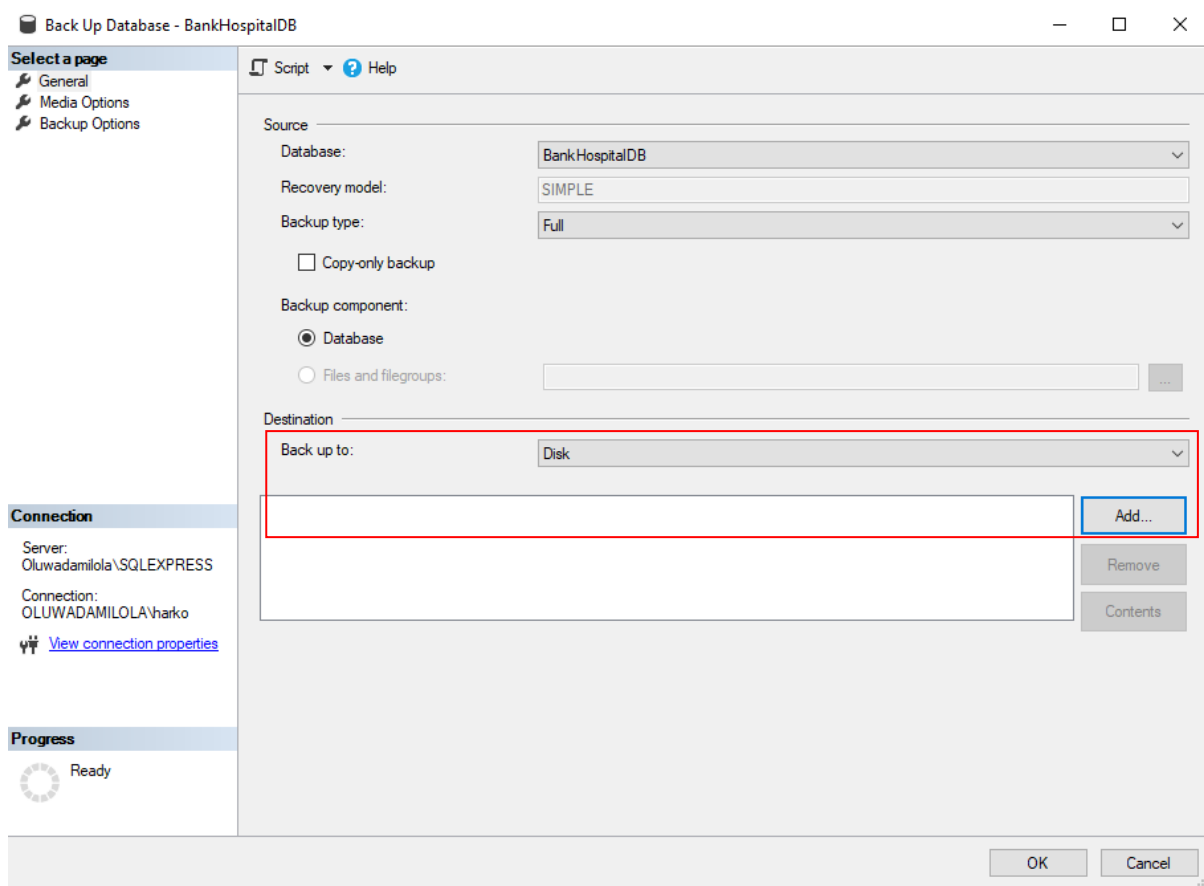 Back Up Database - BankHospitalDB
Select a page
General
Media Options
Backup Options
Script
Help
Source
Database:
BankHospitalDB
Recovery model:
SIMPLE
Backup type:
Full
Copy-only backup
Backup component:
Database
Files and filegroups:
...
Destination
Back up to:
Disk
Add...
Remove
Contents
Connection
Server:
Oluwadamilola\SQLEXPRESS
Connection:
OLUWADAMILOLA\harko
View connection properties
Progress
Ready
OK
Cancel